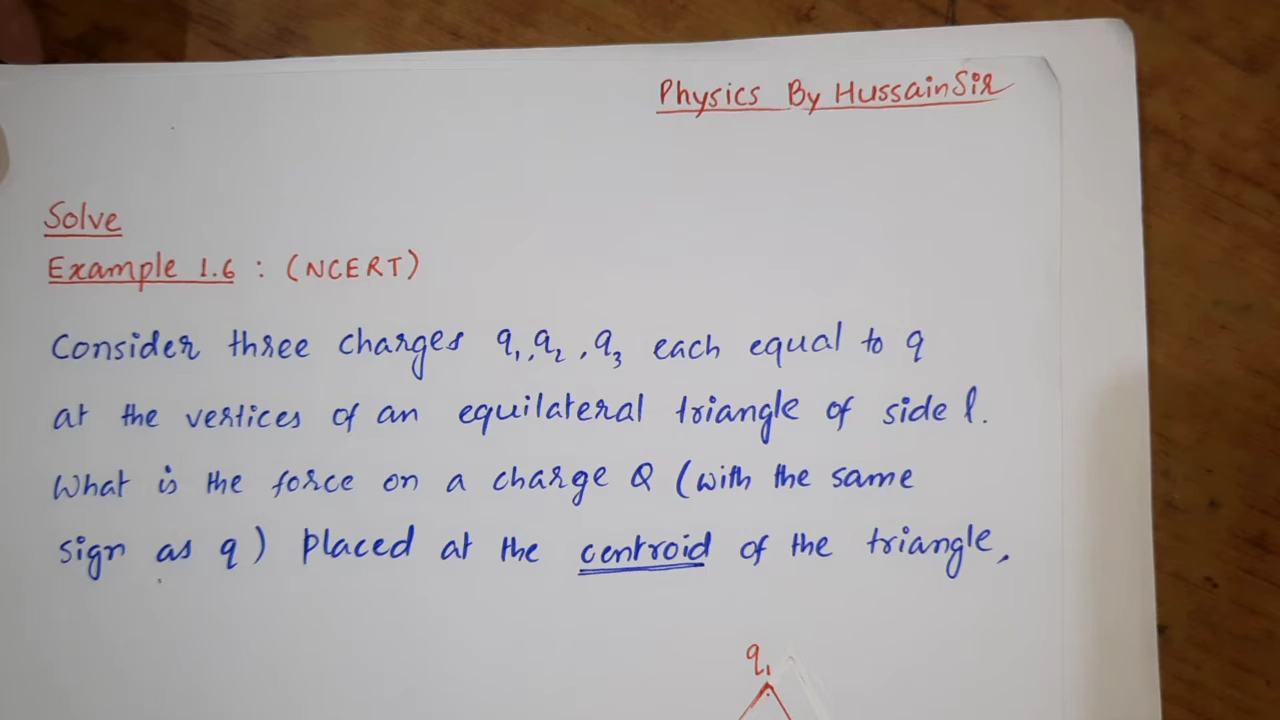 Physics By Hussain Sir
Solve
Example 1.6 : (NCERT)
Consider three charges q₁, q₂, q₃ each equal to q
at the vertices of an equilateral triangle of side l.
What is the force on a charge Q (with the same
sign as q) placed at the centroid of the triangle.
q₁